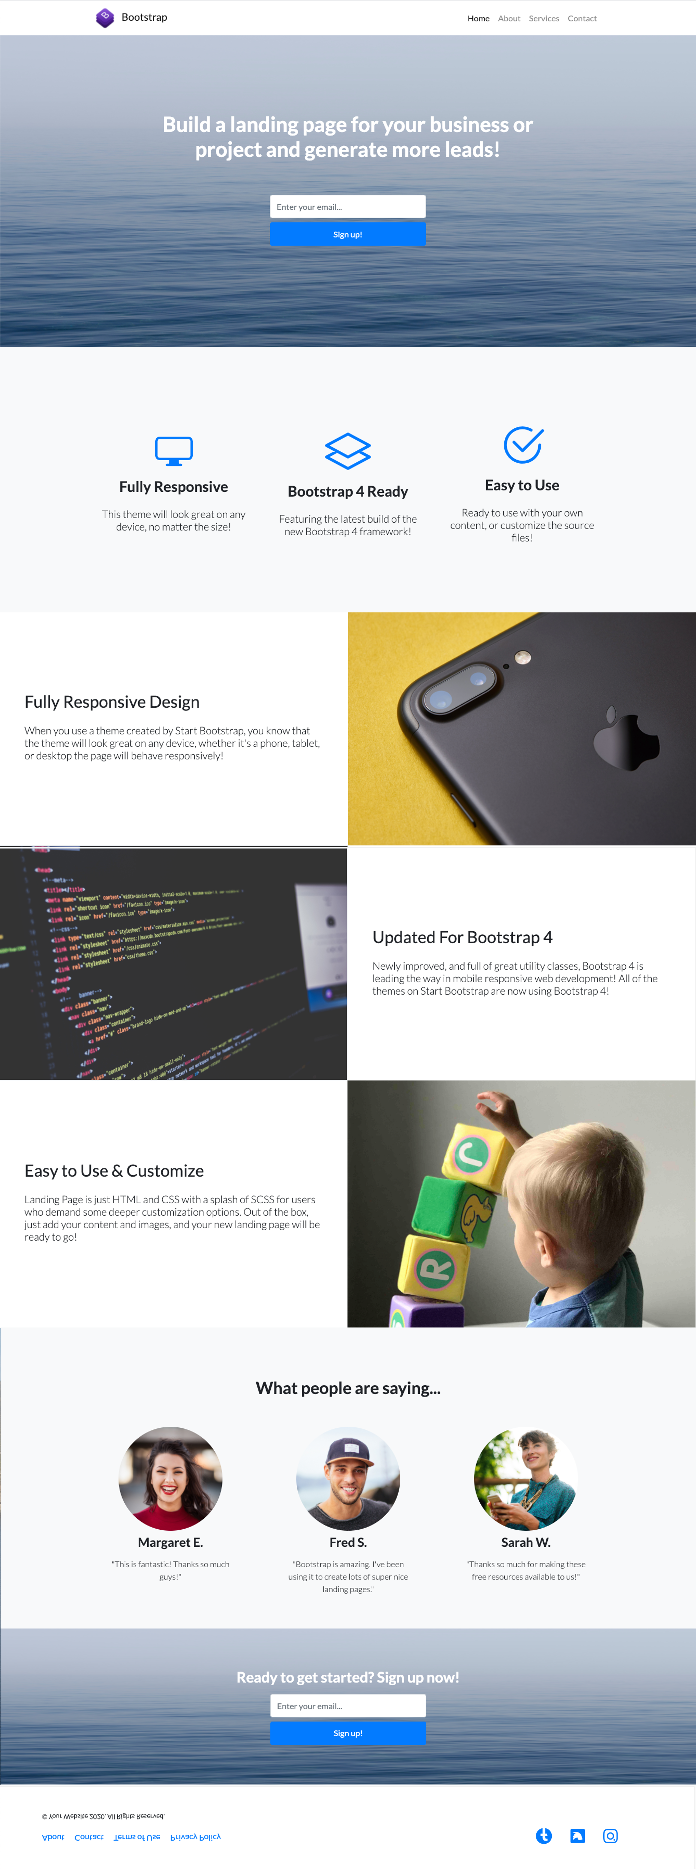 Bootstrap
Home About Services Contact
Build a landing page for your business or
project and generate more leads!
Enter your email...
Sign up!
Fully Responsive
This theme will look great on any
device, no matter the size!
Bootstrap 4 Ready
Featuring the latest build of the
new Bootstrap 4 framework!
Easy to Use
Ready to use with your own
content, or customize the source
files!
Fully Responsive Design
When you use a theme created by Start Bootstrap, you know that
the theme will look great on any device, whether it's a phone, tablet,
or desktop the page will behave responsively!
Updated For Bootstrap 4
Newly improved, and full of great utility classes, Bootstrap 4 is
leading the way in mobile responsive web development! All of the
themes on Start Bootstrap are now using Bootstrap 4!
Easy to Use & Customize
Landing Page is just HTML and CSS with a splash of SCSS for users
who demand some deeper customization options. Out of the box,
just add your content and images, and your new landing page will be
ready to go!
R
What people are saying...
Margaret E.
"This is fantastic! Thanks so much
guys!"
Fred S.
"Bootstrap is amazing. I've been
using it to create lots of super nice
landing pages."
Sarah W.
"Thanks so much for making these
free resources available to us!"
Ready to get started? Sign up now!
Enter your email...
Sign up!
© Your Website 2020. All Rights Reserved.
About Contact Terms of Use Privacy Policy